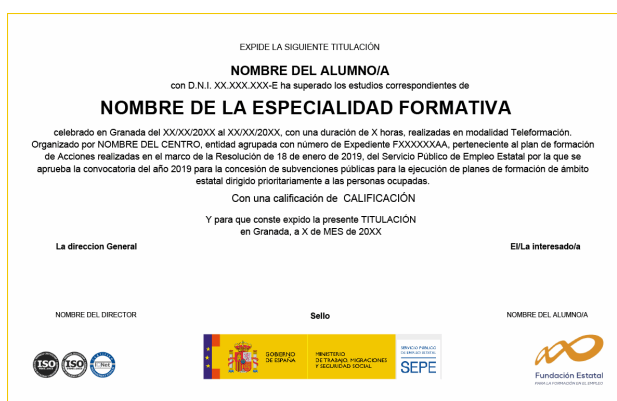 EXPIDE LA SIGUIENTE TITULACIÓN
NOMBRE DEL ALUMNO/A
con D.N.I. XX.XXX.XXX-E ha superado los estudios correspondientes de
NOMBRE DE LA ESPECIALIDAD FORMATIVA
celebrado en Granada del XX/XX/20XX al XX/XX/20XX, con una duración de X horas, realizadas en modalidad Teleformación.
Organizado por NOMBRE DEL CENTRO, entidad agrupada con número de Expediente FXXXXXXAA, perteneciente al plan de formación
de Acciones realizadas en el marco de la Resolución de 18 de enero de 2019, del Servicio Público de Empleo Estatal por la que se
aprueba la convocatoria del año 2019 para la concesión de subvenciones públicas para la ejecución de planes de formación de ámbito
estatal dirigido prioritariamente a las personas ocupadas.
Con una calificación de CALIFICACIÓN
Y para que conste expido la presente TITULACIÓN
en Granada, a X de MES de 20XX
La direccion General
El/La interesado/a
NOMBRE DEL DIRECTOR
Sello
NOMBRE DEL ALUMNO/A
ISO
ISO
GOBIERNO
DE ESPAÑA
MINISTERIO
DE TRABAJO, MIGRACIONES
Y SEGURIDAD SOCIAL
SERVICIO PÚBLICO
DE EMPLEO ESTATAL
SEPE
Fundación Estatal
PARA LA FORMACIÓN EN EL EMPLEO